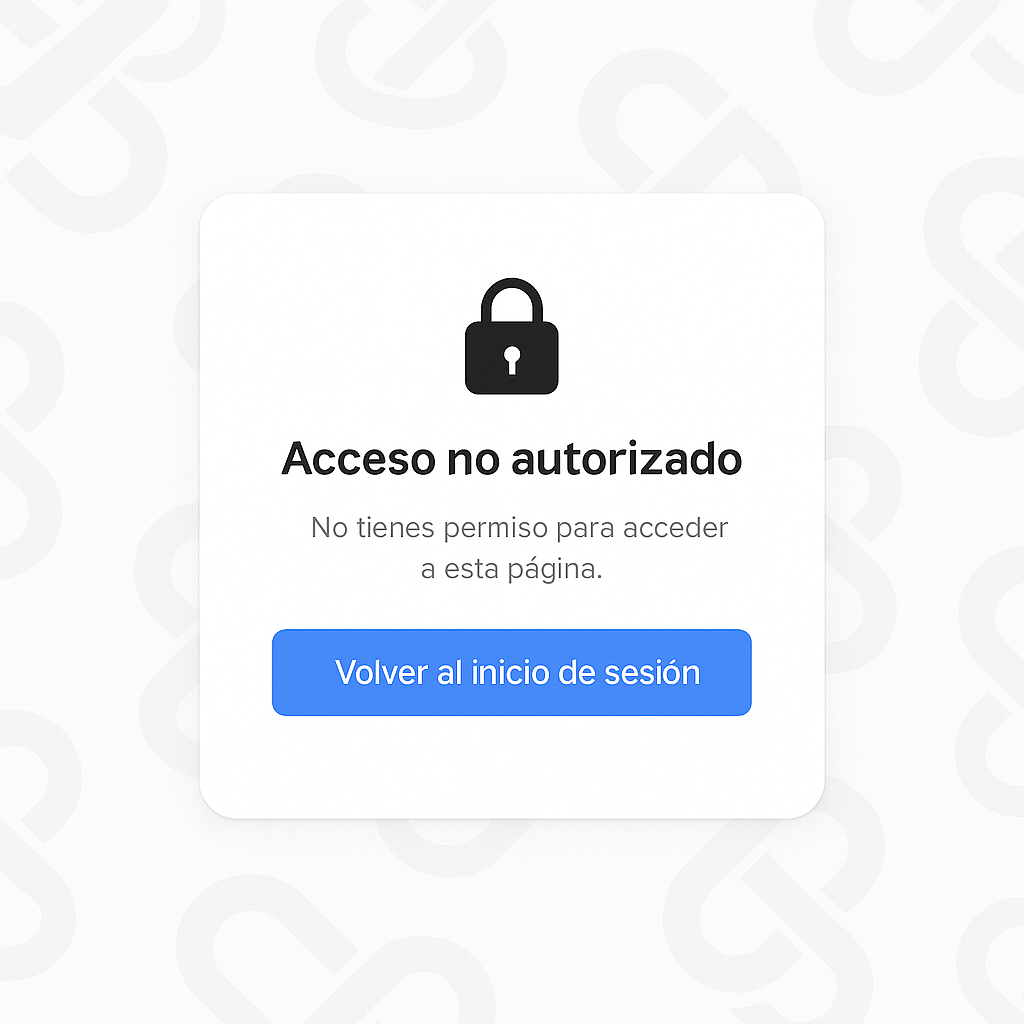 Acceso no autorizado
No tienes permiso para acceder
a esta página.
Volver al inicio de sesión